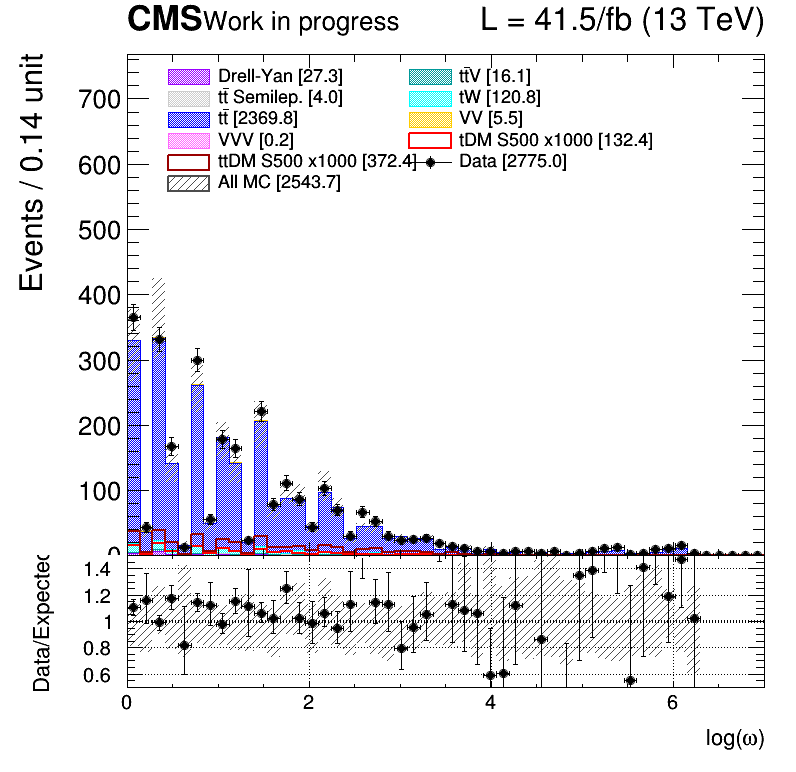 CMS Work in progress L = 41.5/fb (13 TeV)
Events / 0.14 unit
Drell-Yan [27.3] tt̄V [16.1]
tt̄ Semilep. [4.0] tW [120.8]
tt̄ [2369.8] VV [5.5]
VVV [0.2] tDM S500 x1000 [132.4]
ttDM S500 x1000 [372.4] Data [2775.0]
All MC [2543.7]
700
600
500
400
300
200
100
0
Data/Expected
1.4
1.2
1
0.8
0.6
0 2 4 6
log(ω)